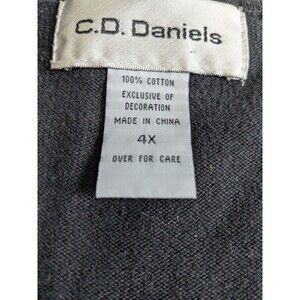 C.D. Daniels
100% COTTON
EXCLUSIVE OF
DECORATION
MADE IN CHINA
4X
OVER FOR CARE